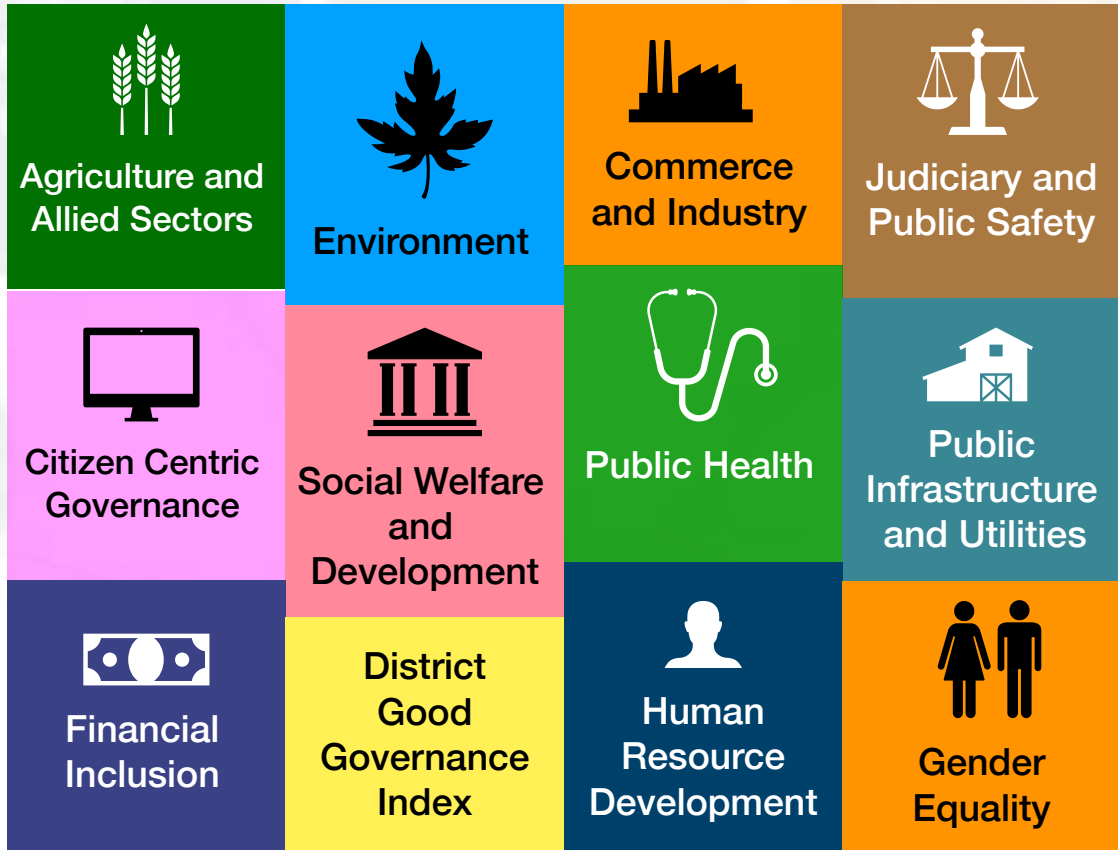 Agriculture and
Allied Sectors
Environment
Commerce
and Industry
Judiciary and
Public Safety
Citizen Centric
Governance
Social Welfare
and
Development
Public Health
Public
Infrastructure
and Utilities
Financial
Inclusion
District
Good
Governance
Index
Human
Resource
Development
Gender
Equality